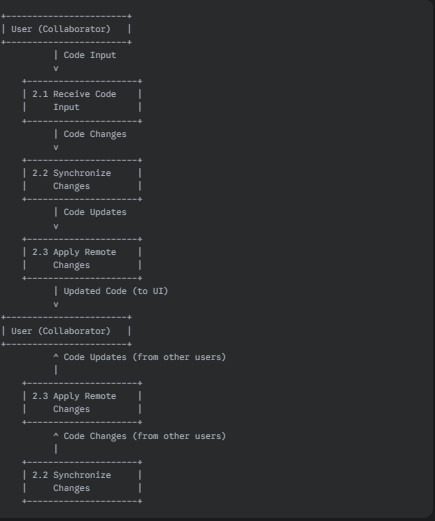 +-----------------------+
| User (Collaborator)   |
+-----------------------+
          | Code Input
          v
    +---------------------+
    | 2.1 Receive Code    |
    |     Input           |
    +---------------------+
          | Code Changes
          v
    +---------------------+
    | 2.2 Synchronize     |
    |     Changes         |
    +---------------------+
          | Code Updates
          v
    +---------------------+
    | 2.3 Apply Remote    |
    |     Changes         |
    +---------------------+
          | Updated Code (to UI)
          v
+-----------------------+
| User (Collaborator)   |
+-----------------------+
          ^ Code Updates (from other users)
          |
    +---------------------+
    | 2.3 Apply Remote    |
    |     Changes         |
    +---------------------+
          ^ Code Changes (from other users)
          |
    +---------------------+
    | 2.2 Synchronize     |
    |     Changes         |
    +---------------------+